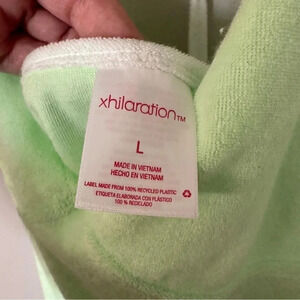 xhilaration™
L
MADE IN VIETNAM
HECHO EN VIETNAM
LABEL MADE FROM 100% RECYCLED PLASTIC
ETIQUETA ELABORADA CON PLÁSTICO
100 % RECICLADO